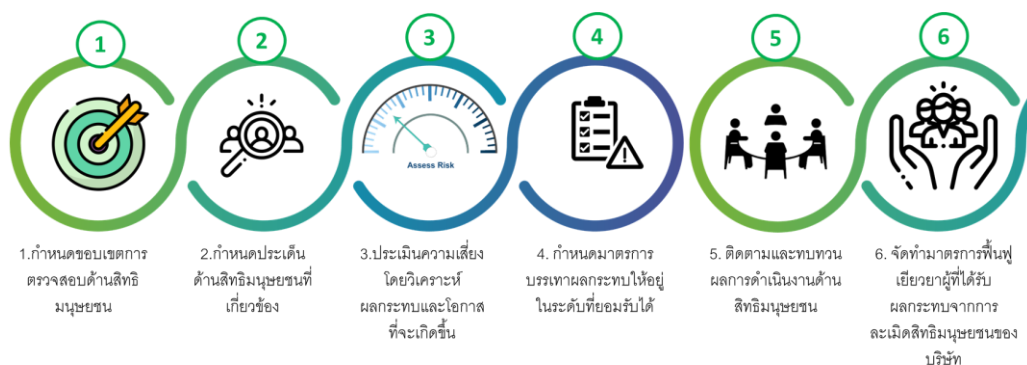 1
2
3
4
5
6
Assess Risk
1.กำหนดขอบเขตการ
ตรวจสอบด้านสิทธิ
มนุษยชน
2.กำหนดประเด็น
ด้านสิทธิมนุษยชนที่
เกี่ยวข้อง
3.ประเมินความเสี่ยง
โดยวิเคราะห์
ผลกระทบและโอกาส
ที่จะเกิดขึ้น
4. กำหนดมาตรการ
บรรเทาผลกระทบให้อยู่
ในระดับที่ยอมรับได้
5. ติดตามและทบทวน
ผลการดำเนินงานด้าน
สิทธิมนุษยชน
6. จัดทำมาตรการฟื้นฟู
เยียวยาผู้ที่ได้รับ
ผลกระทบจากการ
ละเมิดสิทธิมนุษยชนของ
บริษัท